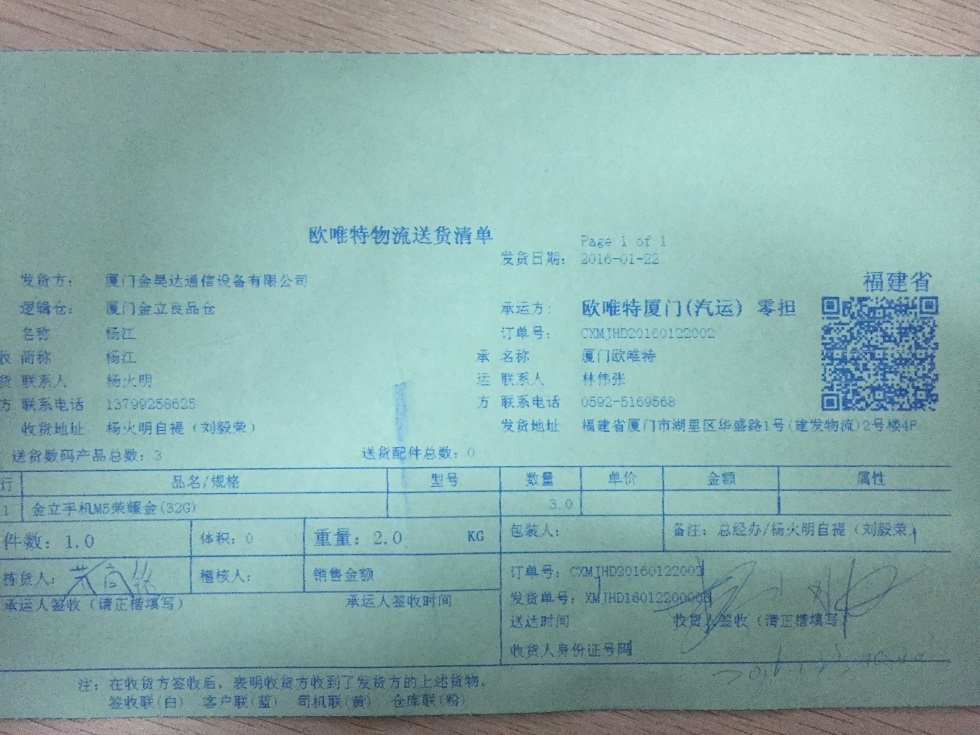 欧唯特物流送货清单
Page 1 of 1
发货日期： 2016-01-22
福建省
发货方： 厦门金昊达通信设备有限公司
逻辑仓： 厦门金立良品仓 承运方： 欧唯特厦门(汽运) 零担
名称 杨江 订单号： CXMJHD20160122002
收 简称 杨江 承 名称 厦门欧唯特
货 联系人 杨火明 运 联系人 林伟张
方 联系电话 13799258625 方 联系电话 0592-5169568
收货地址 杨火明自提（刘毅荣） 发货地址 福建省厦门市湖里区华盛路1号(建发物流)2号楼4F
送货数码产品总数：3 送货配件总数：0
行 品名/规格 型号 数量 单价 金额 属性
1 金立手机M5荣耀金(32G) 3.0
件数：1.0 体积：0 重量：2.0 KG 包装人： 备注：总经办/杨火明自提（刘毅荣）
拣货人： 稽核人： 销售金额 订单号：CXMJHD20160122002
承运人签收（请正楷填写） 承运人签收时间 发货单号：XMJHD1601220000
送达时间 收货人签收（请正楷填写）
收货人身份证号码
注：在收货方签收后，表明收货方收到了发货方的上述货物。
签收联(白) 客户联(蓝) 司机联(黄) 仓库联(粉)